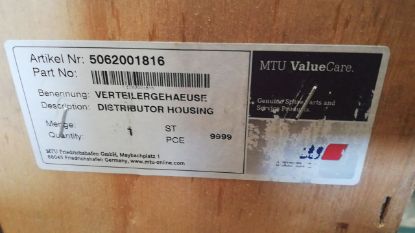 Artikel Nr: 5062001816
Part No:
Benennung: VERTEILERGEHAEUSE
Description: DISTRIBUTOR HOUSING
Menge: 1 ST
Quantity: PCE 9999
MTU Friedrichshafen GmbH, Maybachplatz 1
88045 Friedrichshafen Germany, www.mtu-online.com
MTU ValueCare.
Genuine Spare Parts and
Service Products.